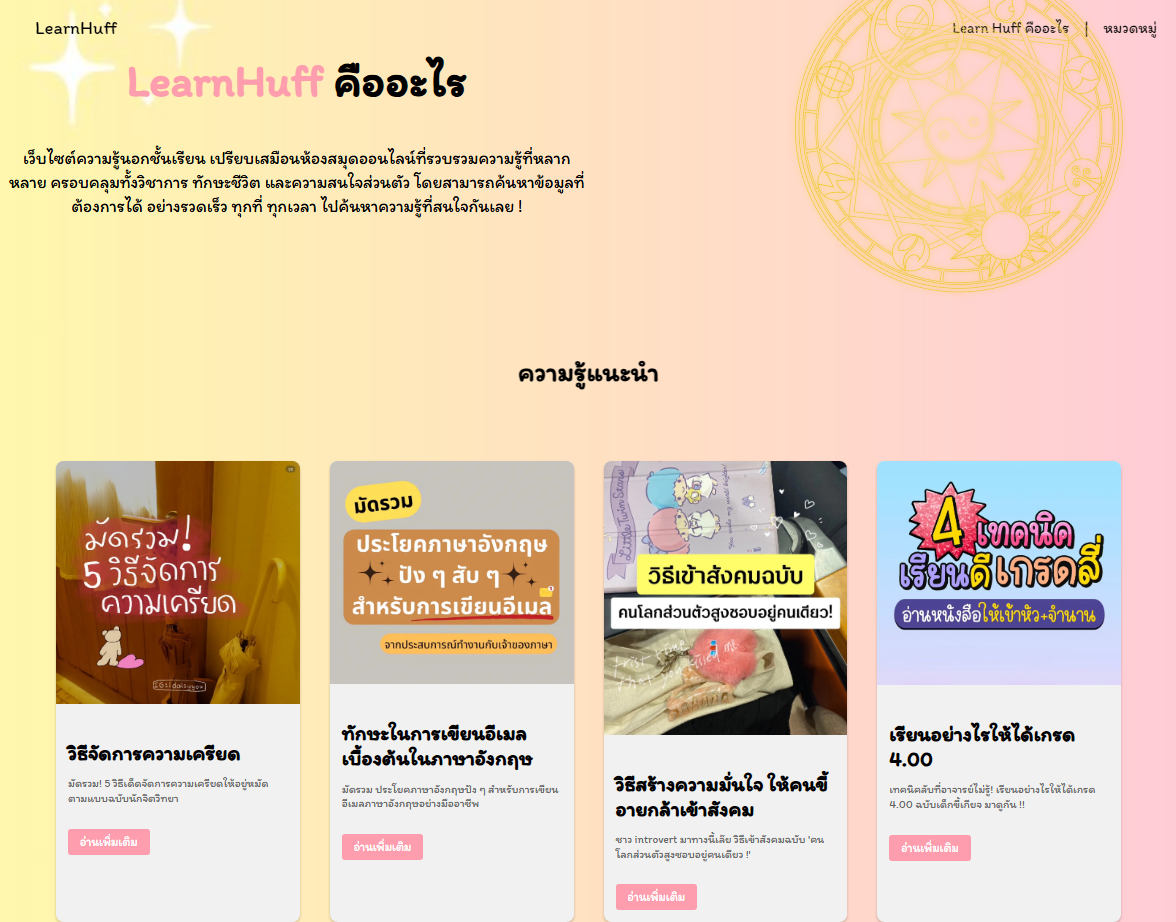 LearnHuff
Learn Huff คืออะไร | หมวดหมู่
LearnHuff คืออะไร
เว็บไซต์ความรู้นอกชั้นเรียน เปรียบเสมือนห้องสมุดออนไลน์ที่รวบรวมความรู้ที่หลาก
หลาย ครอบคลุมทั้งวิชาการ ทักษะชีวิต และความสนใจส่วนตัว โดยสามารถค้นหาข้อมูลที่
ต้องการได้ อย่างรวดเร็ว ทุกที่ ทุกเวลา ไปค้นหาความรู้ที่สนใจกันเลย !
ความรู้แนะนำ
มัดรวม!
5 วิธีจัดการ
ความเครียด
วิธีจัดการความเครียด
มัดรวม! 5 วิธีเด็ดจัดการความเครียดให้อยู่หมัด
ตามแบบฉบับนักจิตวิทยา
อ่านเพิ่มเติม
มัดรวม
ประโยคภาษาอังกฤษ
ปัง ๆ สับ ๆ
สำหรับการเขียนอีเมล
จากประสบการณ์ทำงานกับเจ้าของภาษา
ทักษะในการเขียนอีเมล
เบื้องต้นในภาษาอังกฤษ
มัดรวม ประโยคภาษาอังกฤษปัง ๆ สำหรับการเขียน
อีเมลภาษาอังกฤษอย่างมืออาชีพ
อ่านเพิ่มเติม
Little Twin Stars
วิธีเข้าสังคมฉบับ
คนโลกส่วนตัวสูงชอบอยู่คนเดียว!
วิธีสร้างความมั่นใจ ให้คนขี้
อายกล้าเข้าสังคม
ชาว introvert มาทางนี้เล้ย วิธีเข้าสังคมฉบับ 'คน
โลกส่วนตัวสูงชอบอยู่คนเดียว !'
อ่านเพิ่มเติม
4 เทคนิค
เรียนดีเกรดสี่
อ่านหนังสือให้เข้าหัว+จำนาน
เรียนอย่างไรให้ได้เกรด
4.00
เทคนิคลับที่อาจารย์ไม่รู้! เรียนอย่างไรให้ได้เกรด
4.00 ฉบับเด็กขี้เกียจ มาดูกัน !!
อ่านเพิ่มเติม